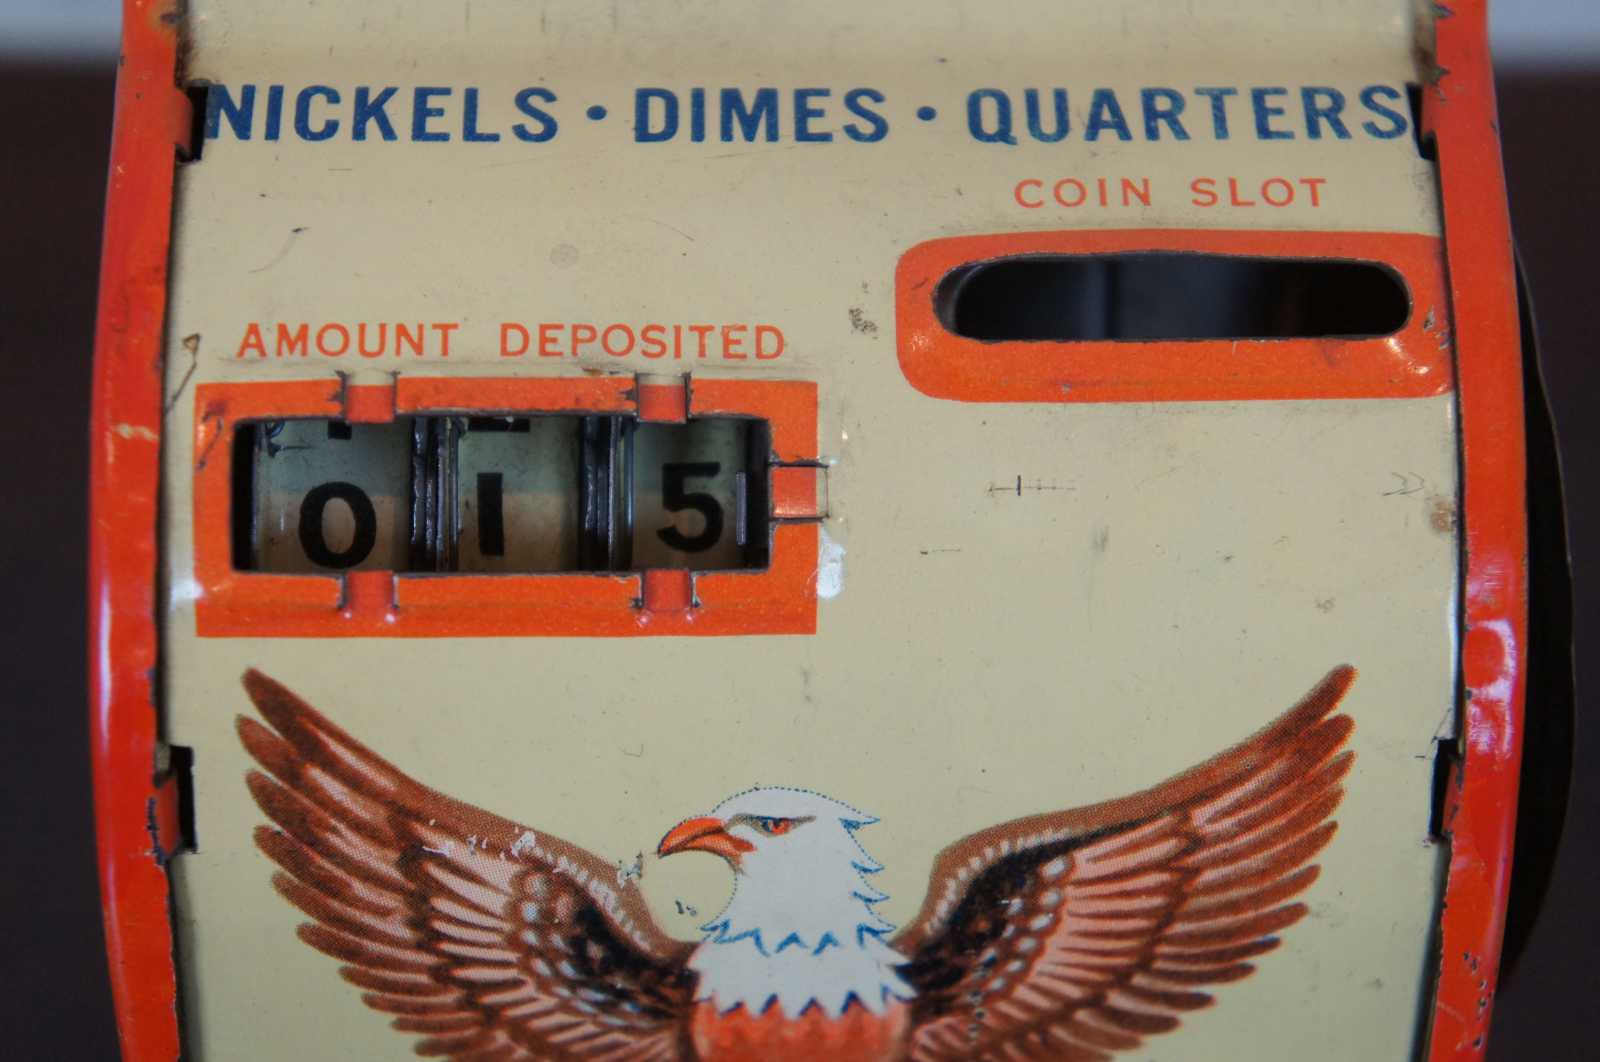 NICKELS • DIMES • QUARTERS
COIN SLOT
AMOUNT DEPOSITED
0 1 5